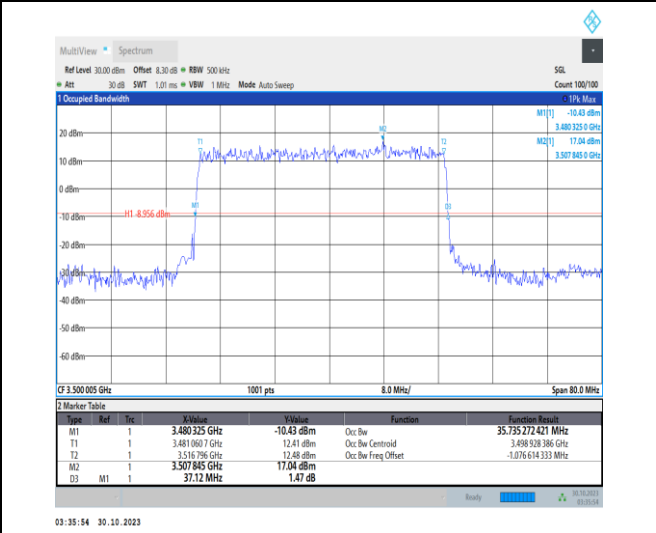 MultiView Spectrum
Ref Level 30.00 dBm Offset 8.30 dB RBW 500 kHz SGL
Att 30 dB SWT 1.01 ms VBW 1 MHz Mode Auto Sweep Count 100/100
1 Occupied Bandwidth 1Pk Max
M1[1] -10.43 dBm
3.480 325 0 GHz
M2[1] 17.04 dBm
3.507 845 0 GHz
20 dBm
T1
M2
T2
10 dBm
0 dBm
M1
D3
-10 dBm
H1 -8.956 dBm
-20 dBm
-30 dBm
-40 dBm
-50 dBm
-60 dBm
CF 3.500 005 GHz 1001 pts 8.0 MHz/ Span 80.0 MHz
2 Marker Table
Type Ref Trc X-Value Y-Value Function Function Result
M1 1 3.480 325 GHz -10.43 dBm Occ Bw 35.735 272 421 MHz
T1 1 3.481 060 7 GHz 12.41 dBm Occ Bw Centroid 3.498 928 386 GHz
T2 1 3.516 796 GHz 12.48 dBm Occ Bw Freq Offset -1.076 614 333 MHz
M2 1 3.507 845 GHz 17.04 dBm
D3 M1 1 37.12 MHz 1.47 dB
Ready 30.10.2023
03:35:54
03:35:54 30.10.2023